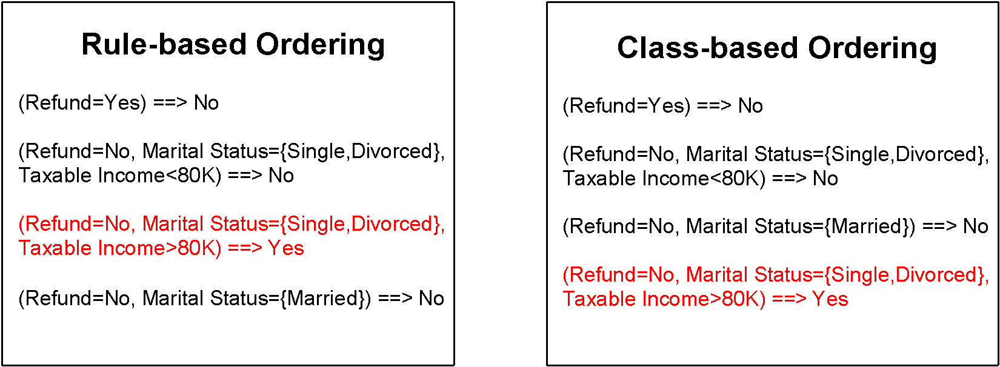 Rule-based Ordering
(Refund=Yes) ==> No
(Refund=No, Marital Status={Single,Divorced},
Taxable Income<80K) ==> No
(Refund=No, Marital Status={Single,Divorced},
Taxable Income>80K) ==> Yes
(Refund=No, Marital Status={Married}) ==> No
Class-based Ordering
(Refund=Yes) ==> No
(Refund=No, Marital Status={Single,Divorced},
Taxable Income<80K) ==> No
(Refund=No, Marital Status={Married}) ==> No
(Refund=No, Marital Status={Single,Divorced},
Taxable Income>80K) ==> Yes